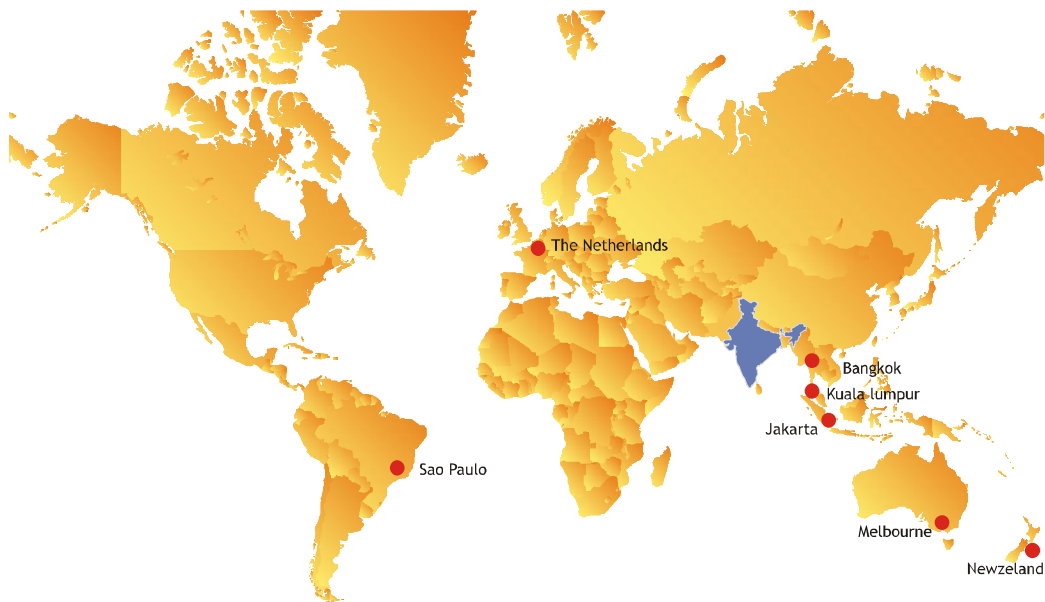 The Netherlands
Bangkok
Kuala lumpur
Jakarta
Sao Paulo
Melbourne
Newzeland